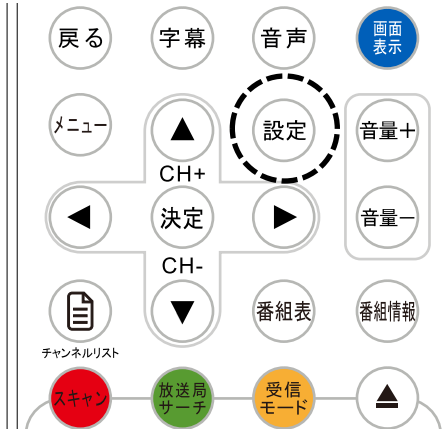 戻る
字幕
音声
画面
表示
メニュー
設定
音量＋
CH+
決定
音量－
CH-
番組表
番組情報
チャンネルリスト
スキャン
放送局
サーチ
受信
モード